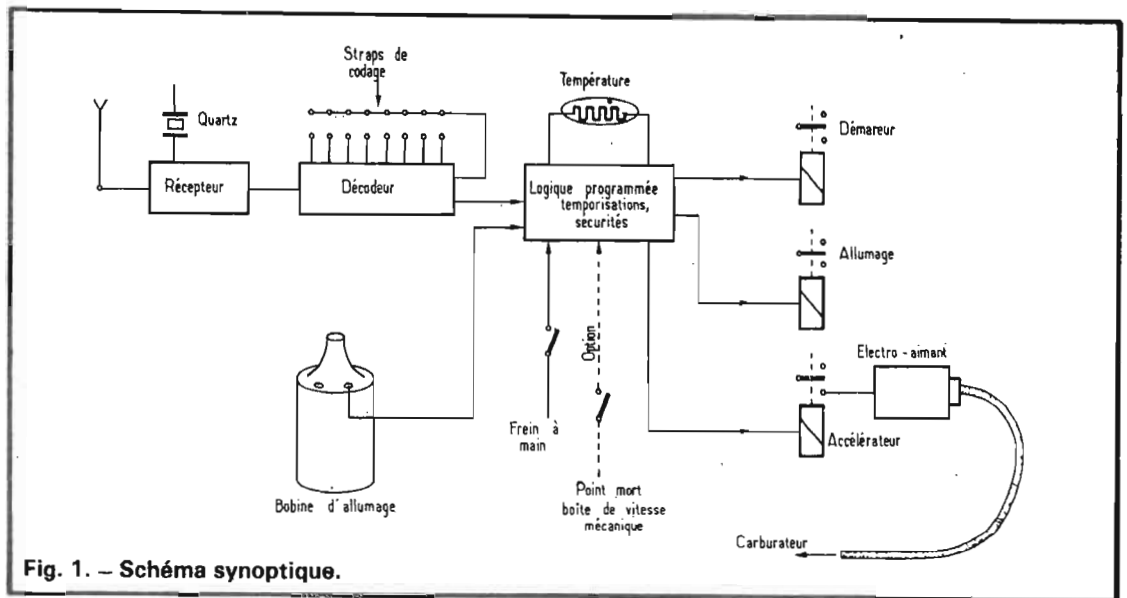 Straps de
codage
Température
Quartz
Démareur
Récepteur
Décodeur
Logique programmée
temporisations,
securités
Allumage
Option
Electro-aimant
Frein à
main
Accélérateur
Bobine d'allumage
Point mort
boîte de vitesse
mécanique
Carburateur
Fig. 1. – Schéma synoptique.